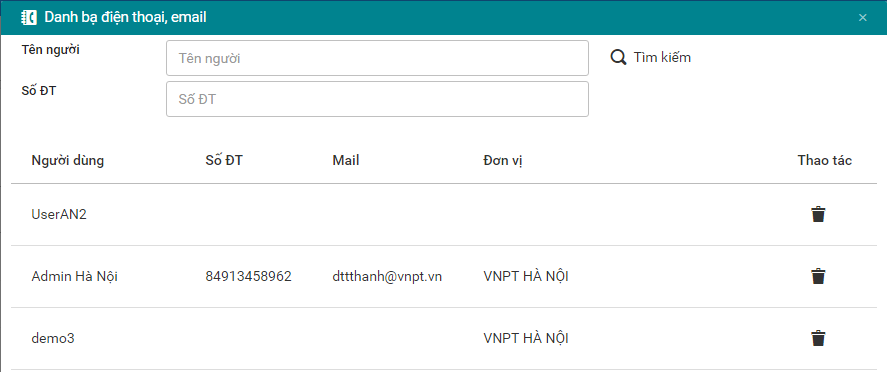 Danh bạ điện thoại, email ×
Tên người Tên người Tìm kiếm
Số ĐT Số ĐT
Người dùng Số ĐT Mail Đơn vị Thao tác
UserAN2
Admin Hà Nội 84913458962 dttthanh@vnpt.vn VNPT HÀ NỘI
demo3 VNPT HÀ NỘI